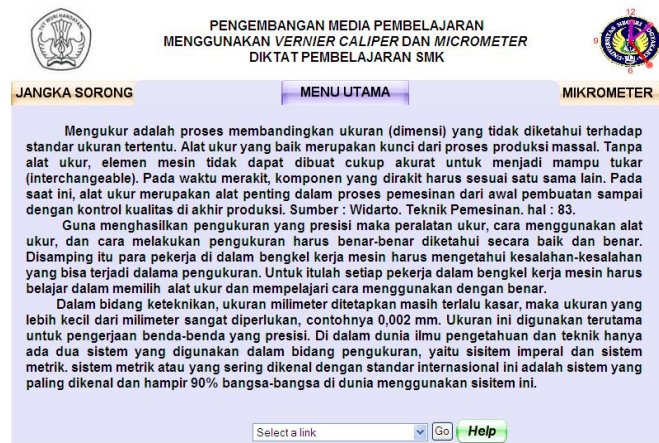 PENGEMBANGAN MEDIA PEMBELAJARAN
MENGGUNAKAN VERNIER CALIPER DAN MICROMETER
DIKTAT PEMBELAJARAN SMK
12
9
6
JANGKA SORONG
MENU UTAMA
MIKROMETER
Mengukur adalah proses membandingkan ukuran (dimensi) yang tidak diketahui terhadap
standar ukuran tertentu. Alat ukur yang baik merupakan kunci dari proses produksi massal. Tanpa
alat ukur, elemen mesin tidak dapat dibuat cukup akurat untuk menjadi mampu tukar
(interchangeable). Pada waktu merakit, komponen yang dirakit harus sesuai satu sama lain. Pada
saat ini, alat ukur merupakan alat penting dalam proses pemesinan dari awal pembuatan sampai
dengan kontrol kualitas di akhir produksi. Sumber : Widarto. Teknik Pemesinan. hal : 83.
Guna menghasilkan pengukuran yang presisi maka peralatan ukur, cara menggunakan alat
ukur, dan cara melakukan pengukuran harus benar-benar diketahui secara baik dan benar.
Disamping itu para pekerja di dalam bengkel kerja mesin harus mengetahui kesalahan-kesalahan
yang bisa terjadi dalama pengukuran. Untuk itulah setiap pekerja dalam bengkel kerja mesin harus
belajar dalam memilih alat ukur dan mempelajari cara menggunakan dengan benar.
Dalam bidang keteknikan, ukuran milimeter ditetapkan masih terlalu kasar, maka ukuran yang
lebih kecil dari milimeter sangat diperlukan, contohnya 0,002 mm. Ukuran ini digunakan terutama
untuk pengerjaan benda-benda yang presisi. Di dalam dunia ilmu pengetahuan dan teknik hanya
ada dua sistem yang digunakan dalam bidang pengukuran, yaitu sisitem imperal dan sistem
metrik. sistem metrik atau yang sering dikenal dengan standar internasional ini adalah sistem yang
paling dikenal dan hampir 90% bangsa-bangsa di dunia menggunakan sisitem ini.
Select a link
Go
Help